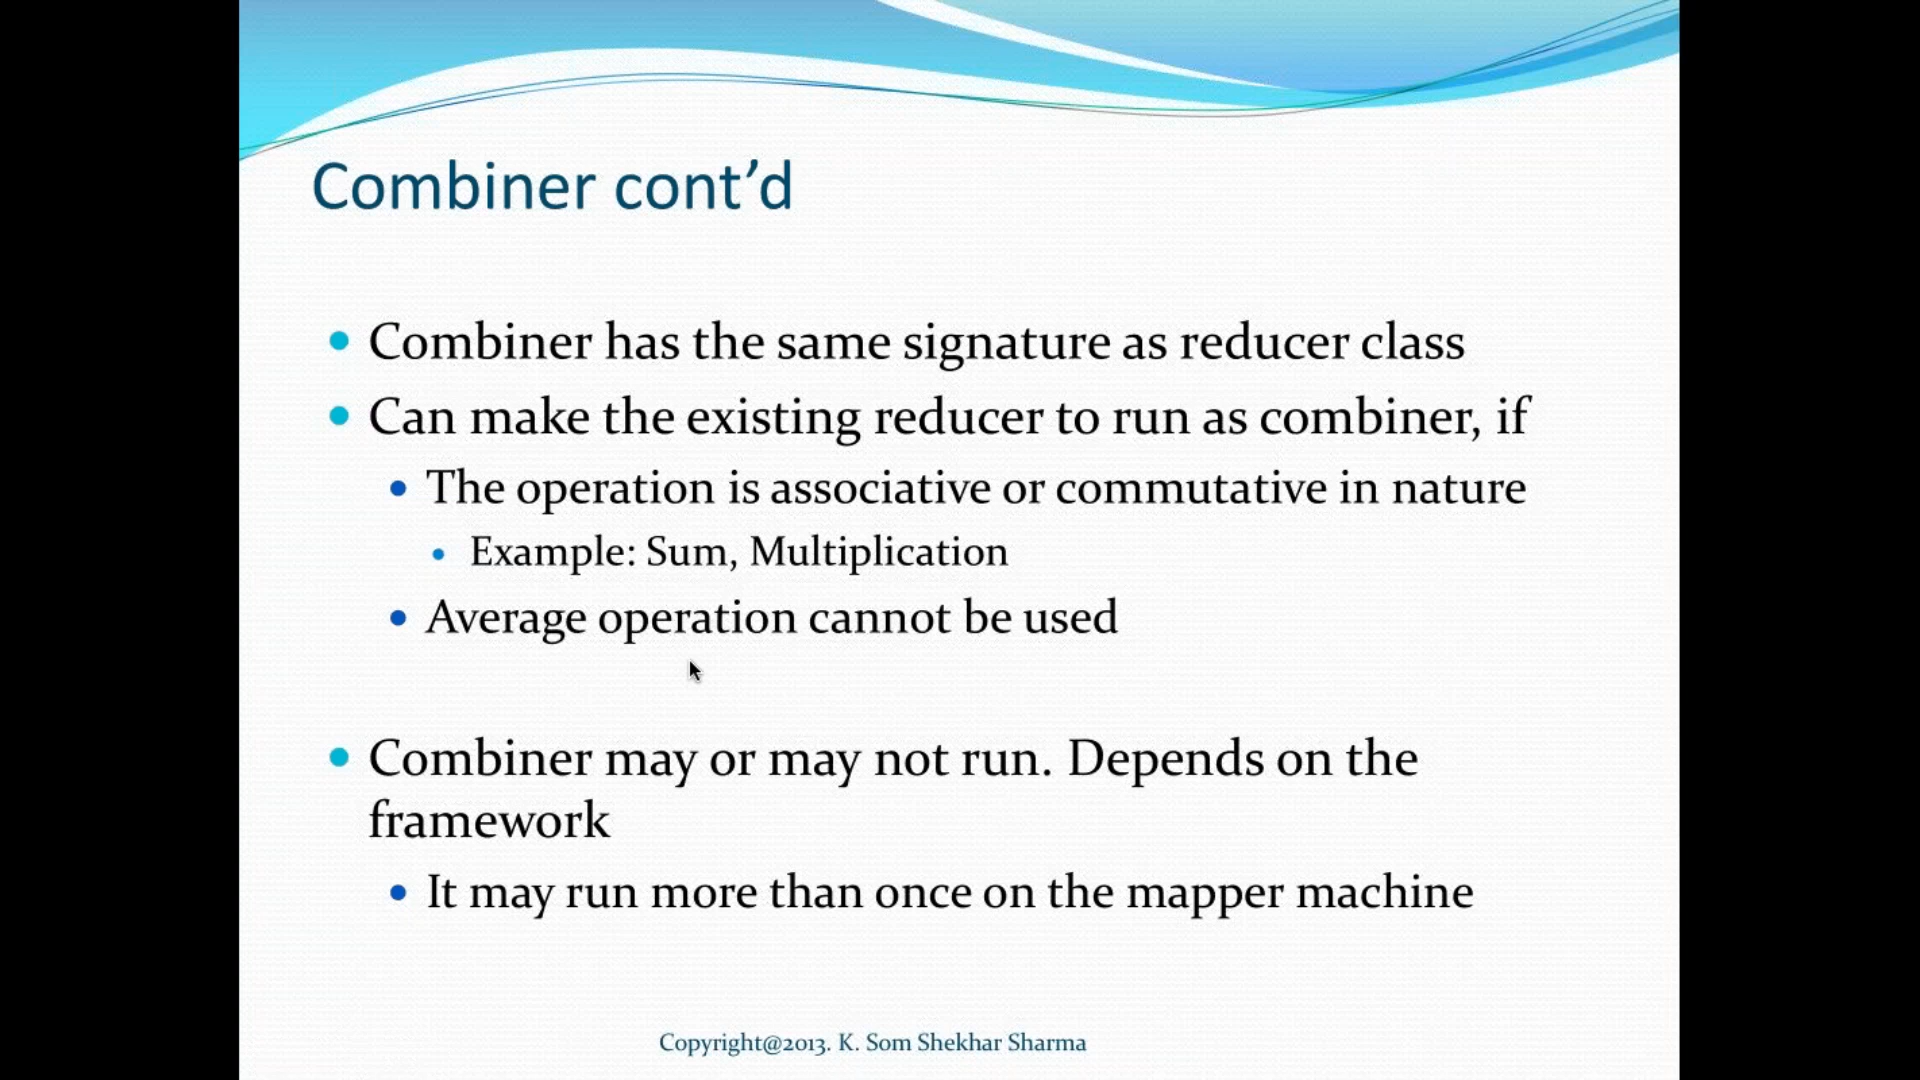 Combiner cont’d
Combiner has the same signature as reducer class
Can make the existing reducer to run as combiner, if
The operation is associative or commutative in nature
Example: Sum, Multiplication
Average operation cannot be used
Combiner may or may not run. Depends on the
framework
It may run more than once on the mapper machine
Copyright@2013. K. Som Shekhar Sharma